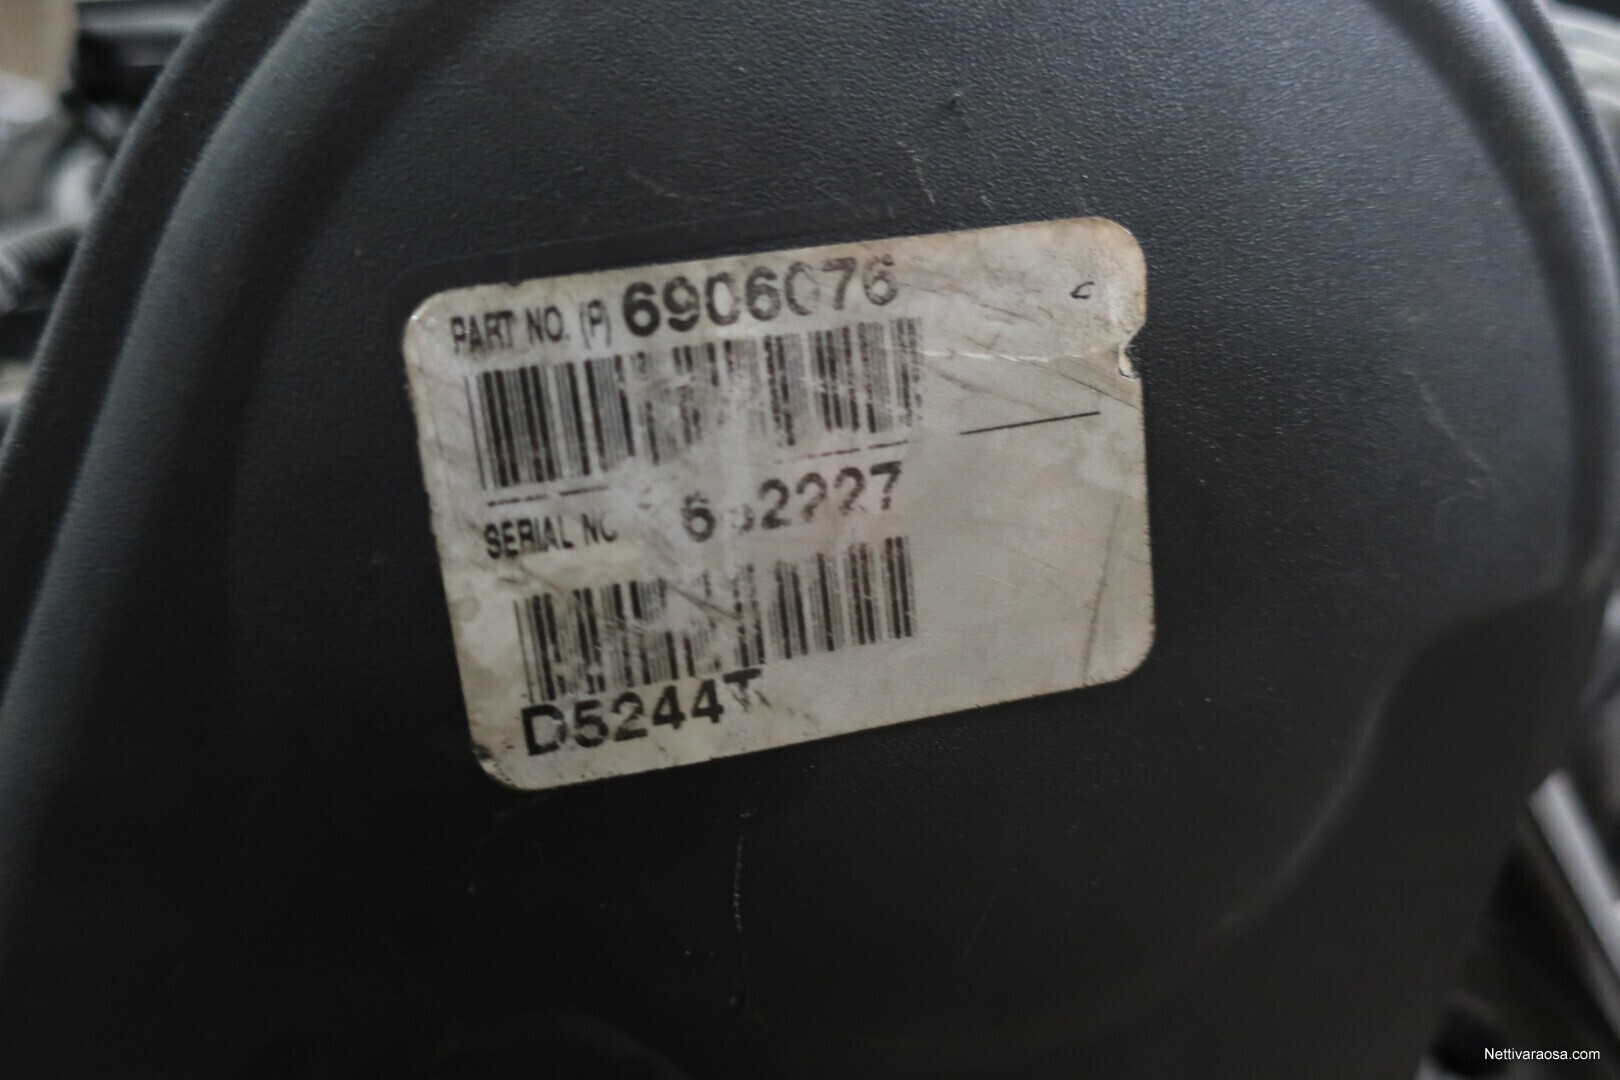 PART NO. (P) 6906076
SERIAL NO
D5244T
Nettivaraosa.com